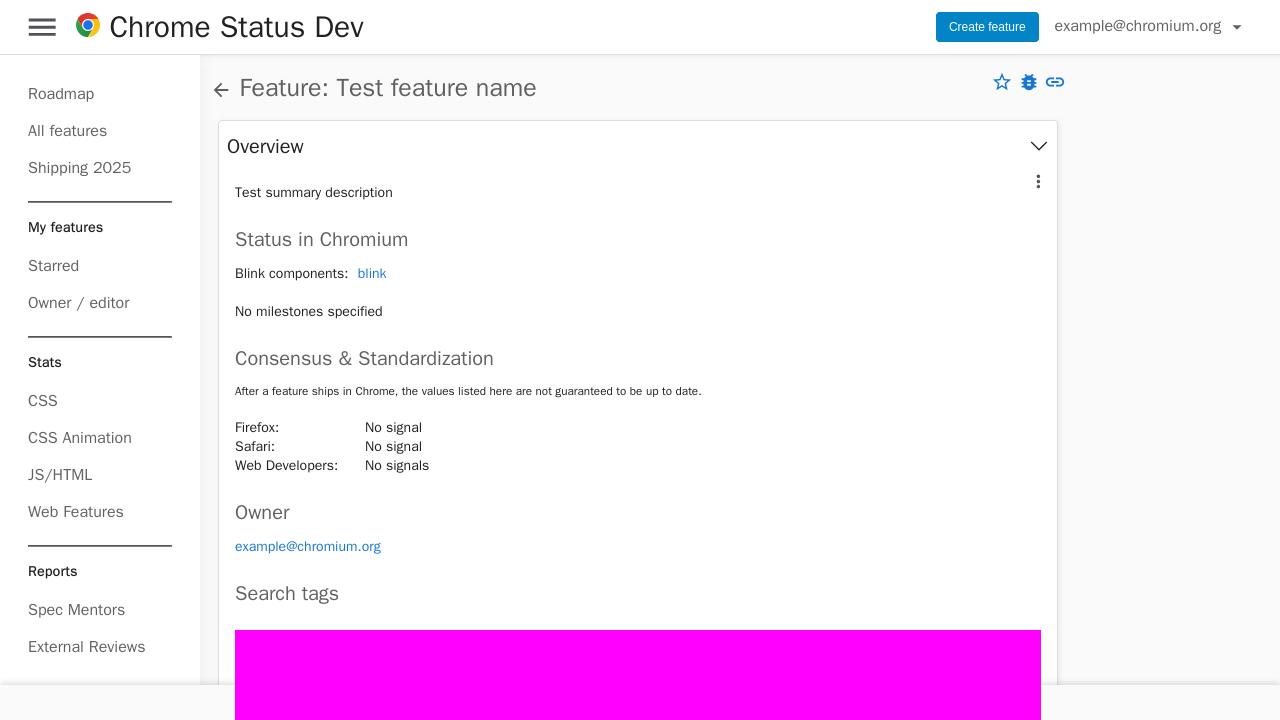 Chrome Status Dev
Create feature
example@chromium.org
Roadmap
All features
Shipping 2025
My features
Starred
Owner / editor
Stats
CSS
CSS Animation
JS/HTML
Web Features
Reports
Spec Mentors
External Reviews
Feature: Test feature name
Overview
Test summary description
Status in Chromium
Blink components: blink
No milestones specified
Consensus & Standardization
After a feature ships in Chrome, the values listed here are not guaranteed to be up to date.
Firefox: No signal
Safari: No signal
Web Developers: No signals
Owner
example@chromium.org
Search tags